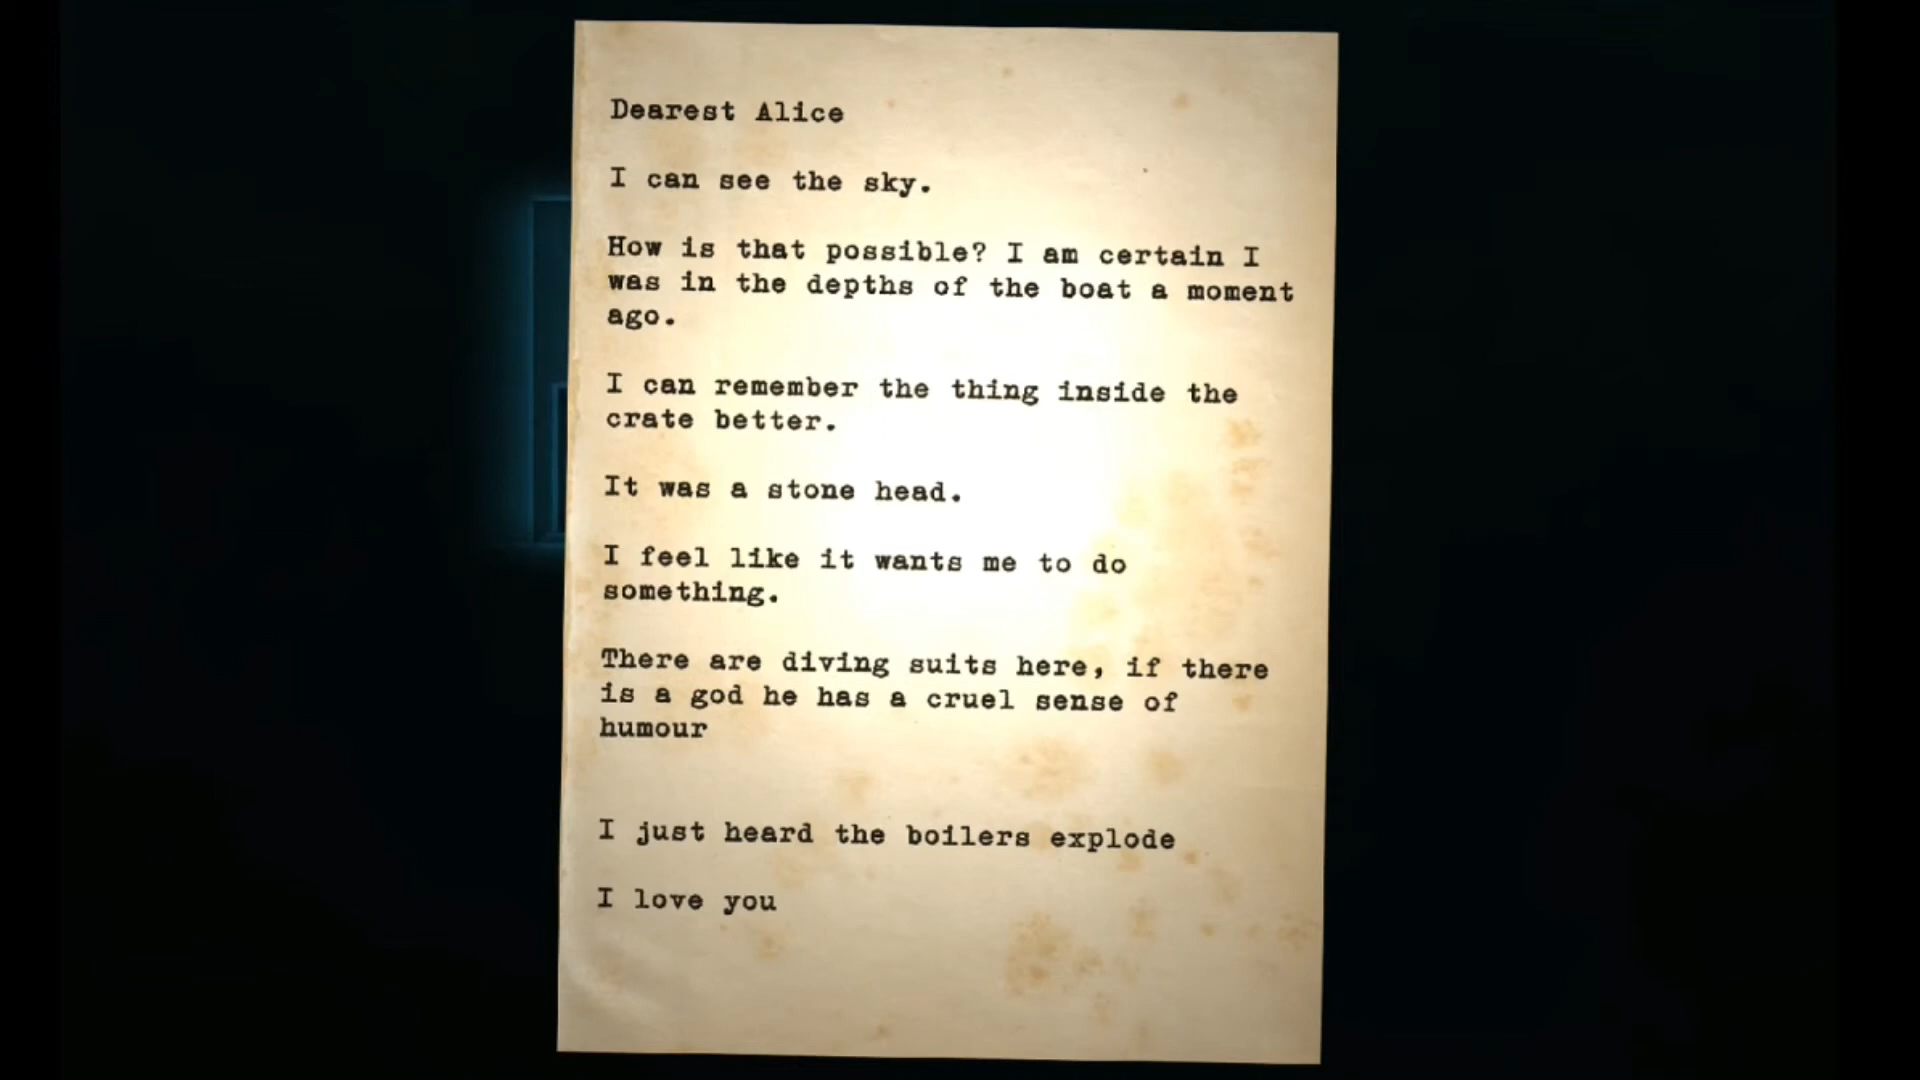 Dearest Alice
I can see the sky.
How is that possible? I am certain I
was in the depths of the boat a moment
ago.
I can remember the thing inside the
crate better.
It was a stone head.
I feel like it wants me to do
something.
There are diving suits here, if there
is a god he has a cruel sense of
humour
I just heard the boilers explode
I love you